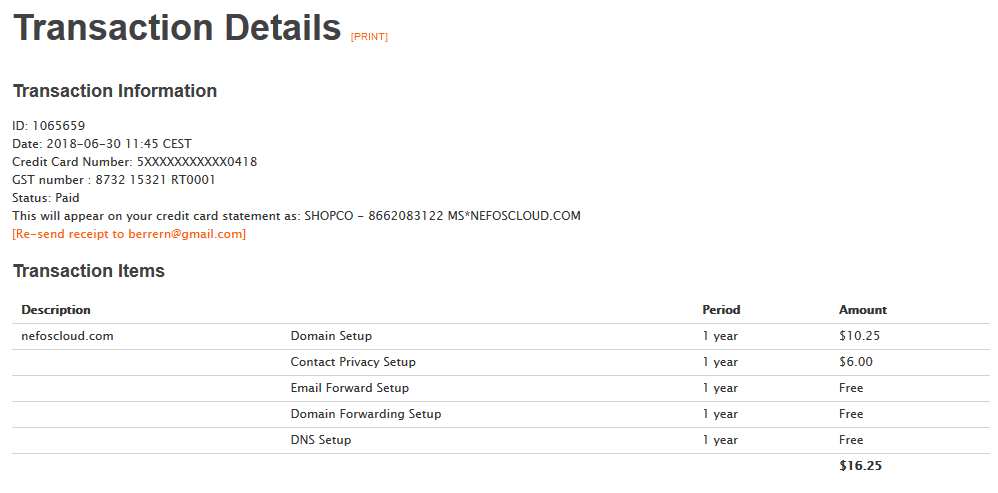 Transaction Details [PRINT]
Transaction Information
ID: 1065659
Date: 2018-06-30 11:45 CEST
Credit Card Number: 5XXXXXXXXXXX0418
GST number : 8732 15321 RT0001
Status: Paid
This will appear on your credit card statement as: SHOPCO - 8662083122 MS*NEFOSCLOUD.COM
[Re-send receipt to berrern@gmail.com]
Transaction Items
Description Period Amount
nefoscloud.com Domain Setup 1 year $10.25
Contact Privacy Setup 1 year $6.00
Email Forward Setup 1 year Free
Domain Forwarding Setup 1 year Free
DNS Setup 1 year Free
$16.25